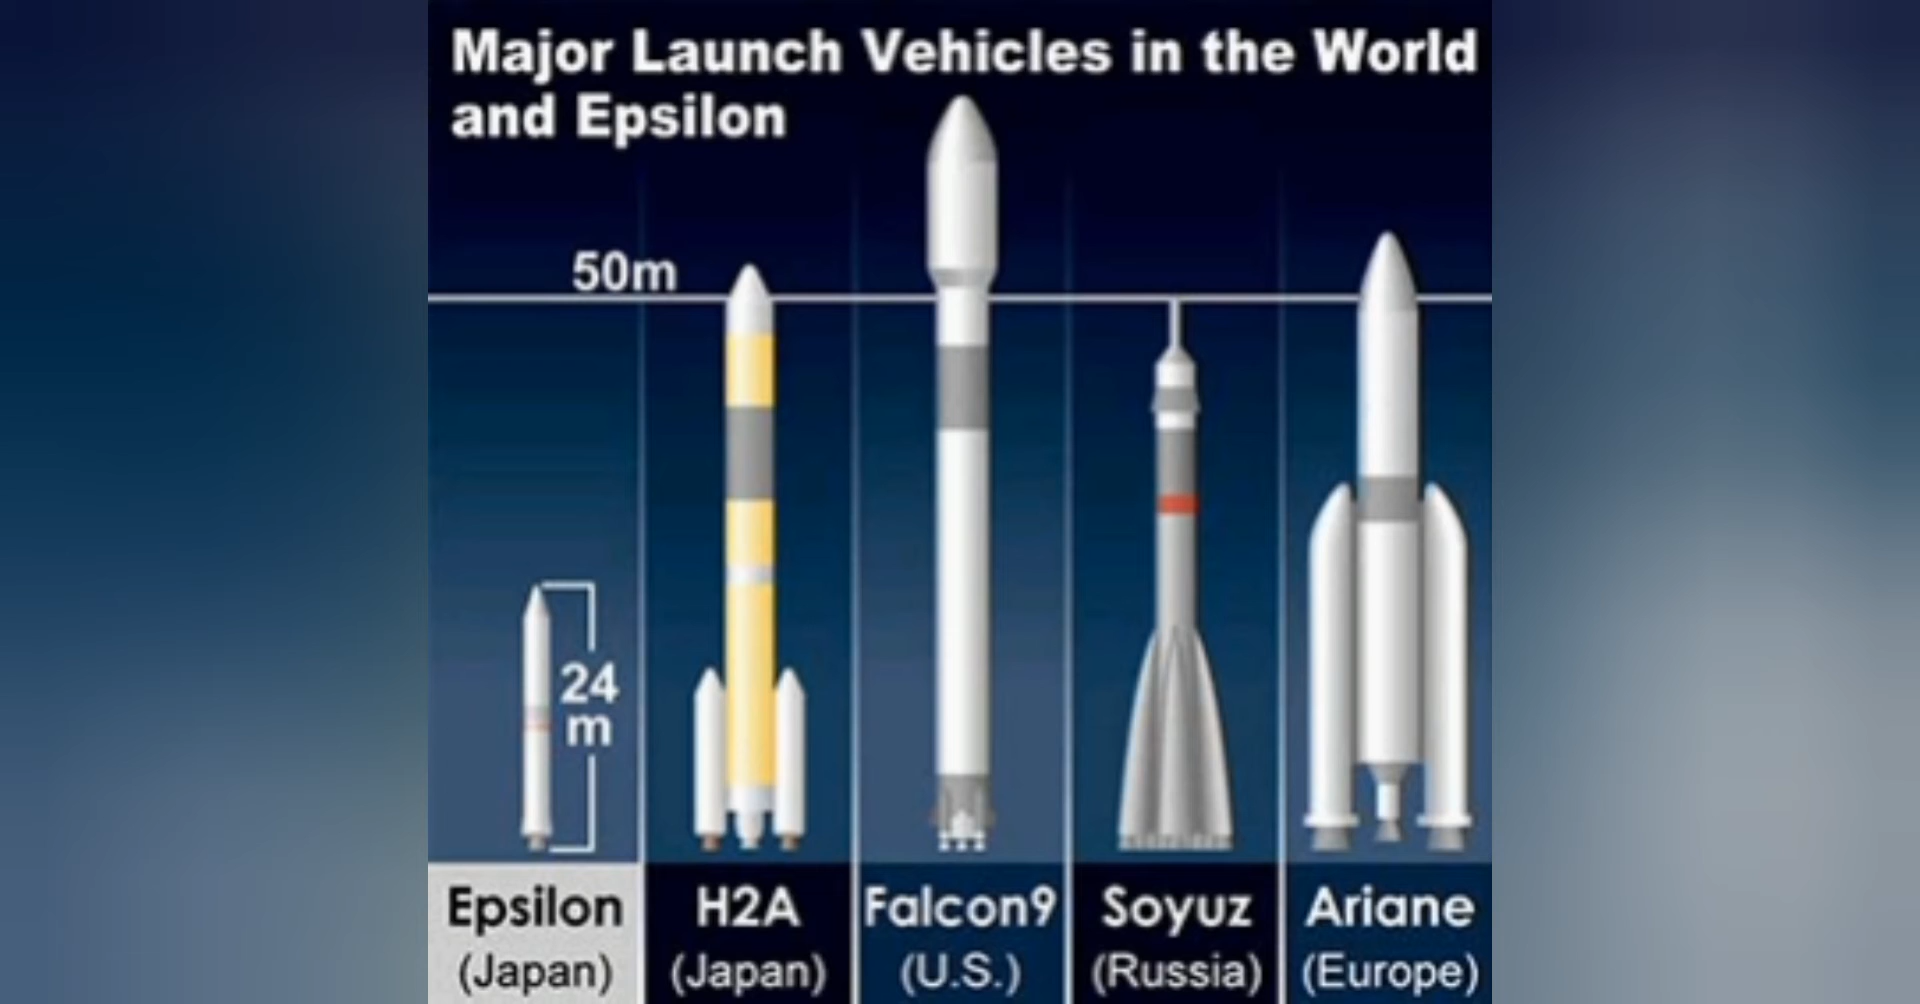 Major Launch Vehicles in the World
and Epsilon
50m
24
m
Epsilon
(Japan)
H2A
(Japan)
Falcon9
(U.S.)
Soyuz
(Russia)
Ariane
(Europe)